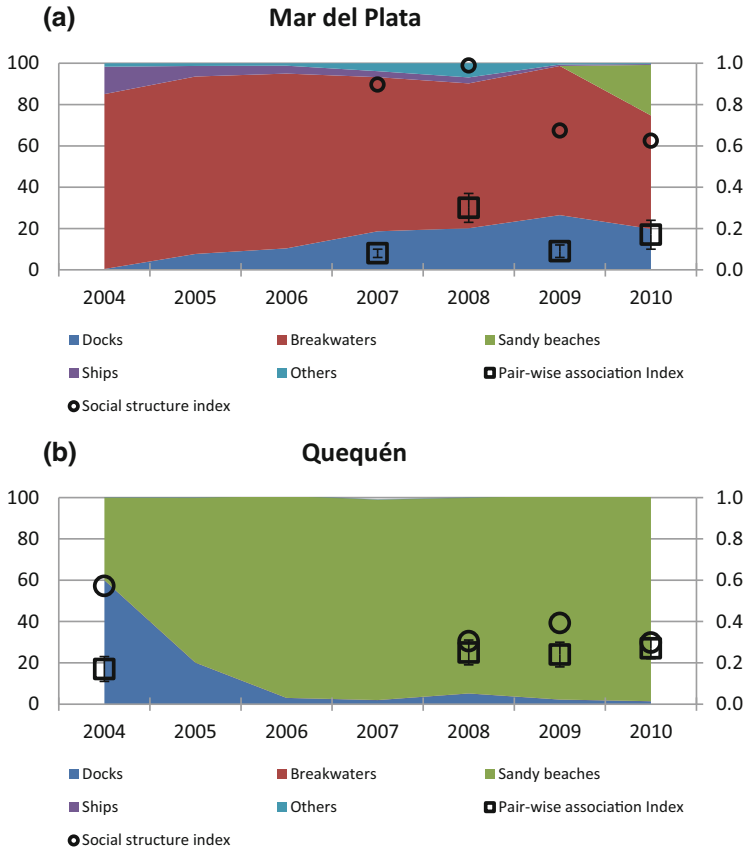 (a) Mar del Plata
100 1.0
80 0.8
60 0.6
40 0.4
20 0.2
0 0.0
2004 2005 2006 2007 2008 2009 2010
Docks Breakwaters Sandy beaches
Ships Others Pair-wise association Index
Social structure index
(b) Quequén
100 1.0
80 0.8
60 0.6
40 0.4
20 0.2
0 0.0
2004 2005 2006 2007 2008 2009 2010
Docks Breakwaters Sandy beaches
Ships Others Pair-wise association Index
Social structure index